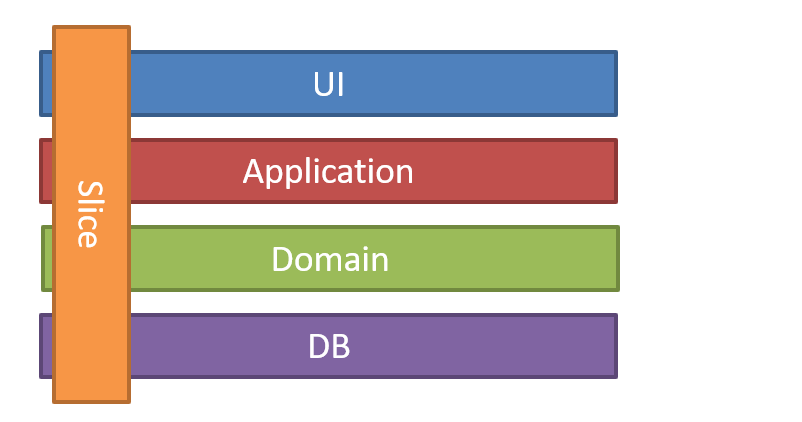 UI
Application
Slice
Domain
DB